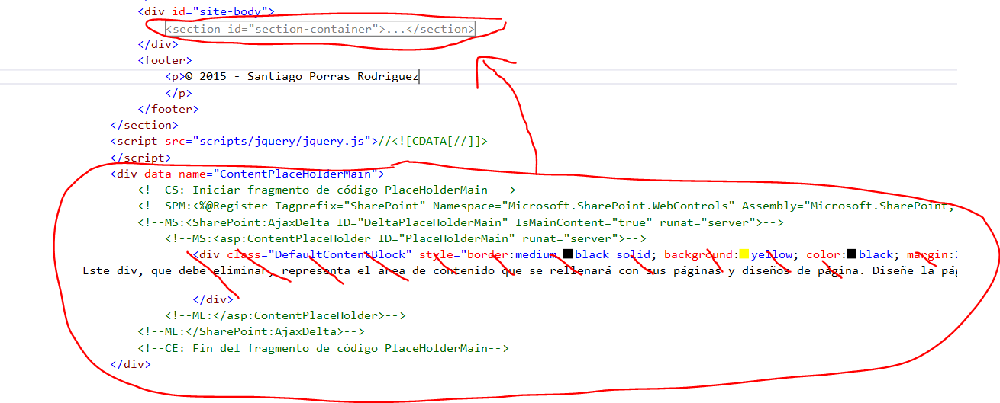 <div id="site-body">
<section id="section-container">...</section>
</div>
<footer>
<p>© 2015 - Santiago Porras Rodríguez
</p>
</footer>
</section>
<script src="scripts/jquery/jquery.js">//<![CDATA[//]]>
</script>
<div data-name="ContentPlaceHolderMain">
<!--CS: Iniciar fragmento de código PlaceHolderMain -->
<!--SPM:<%@Register Tagprefix="SharePoint" Namespace="Microsoft.SharePoint.WebControls" Assembly="Microsoft.SharePoint,
<!--MS:<SharePoint:AjaxDelta ID="DeltaPlaceHolderMain" IsMainContent="true" runat="server">-->
<!--MS:<asp:ContentPlaceHolder ID="PlaceHolderMain" runat="server">-->
<div class="DefaultContentBlock" style="border:medium black solid; background:yellow; color:black; margin:
Este div, que debe eliminar, representa el área de contenido que se rellenará con sus páginas y diseños de página. Diseñe la
</div>
<!--ME:</asp:ContentPlaceHolder>-->
<!--ME:</SharePoint:AjaxDelta>-->
<!--CE: Fin del fragmento de código PlaceHolderMain-->
</div>